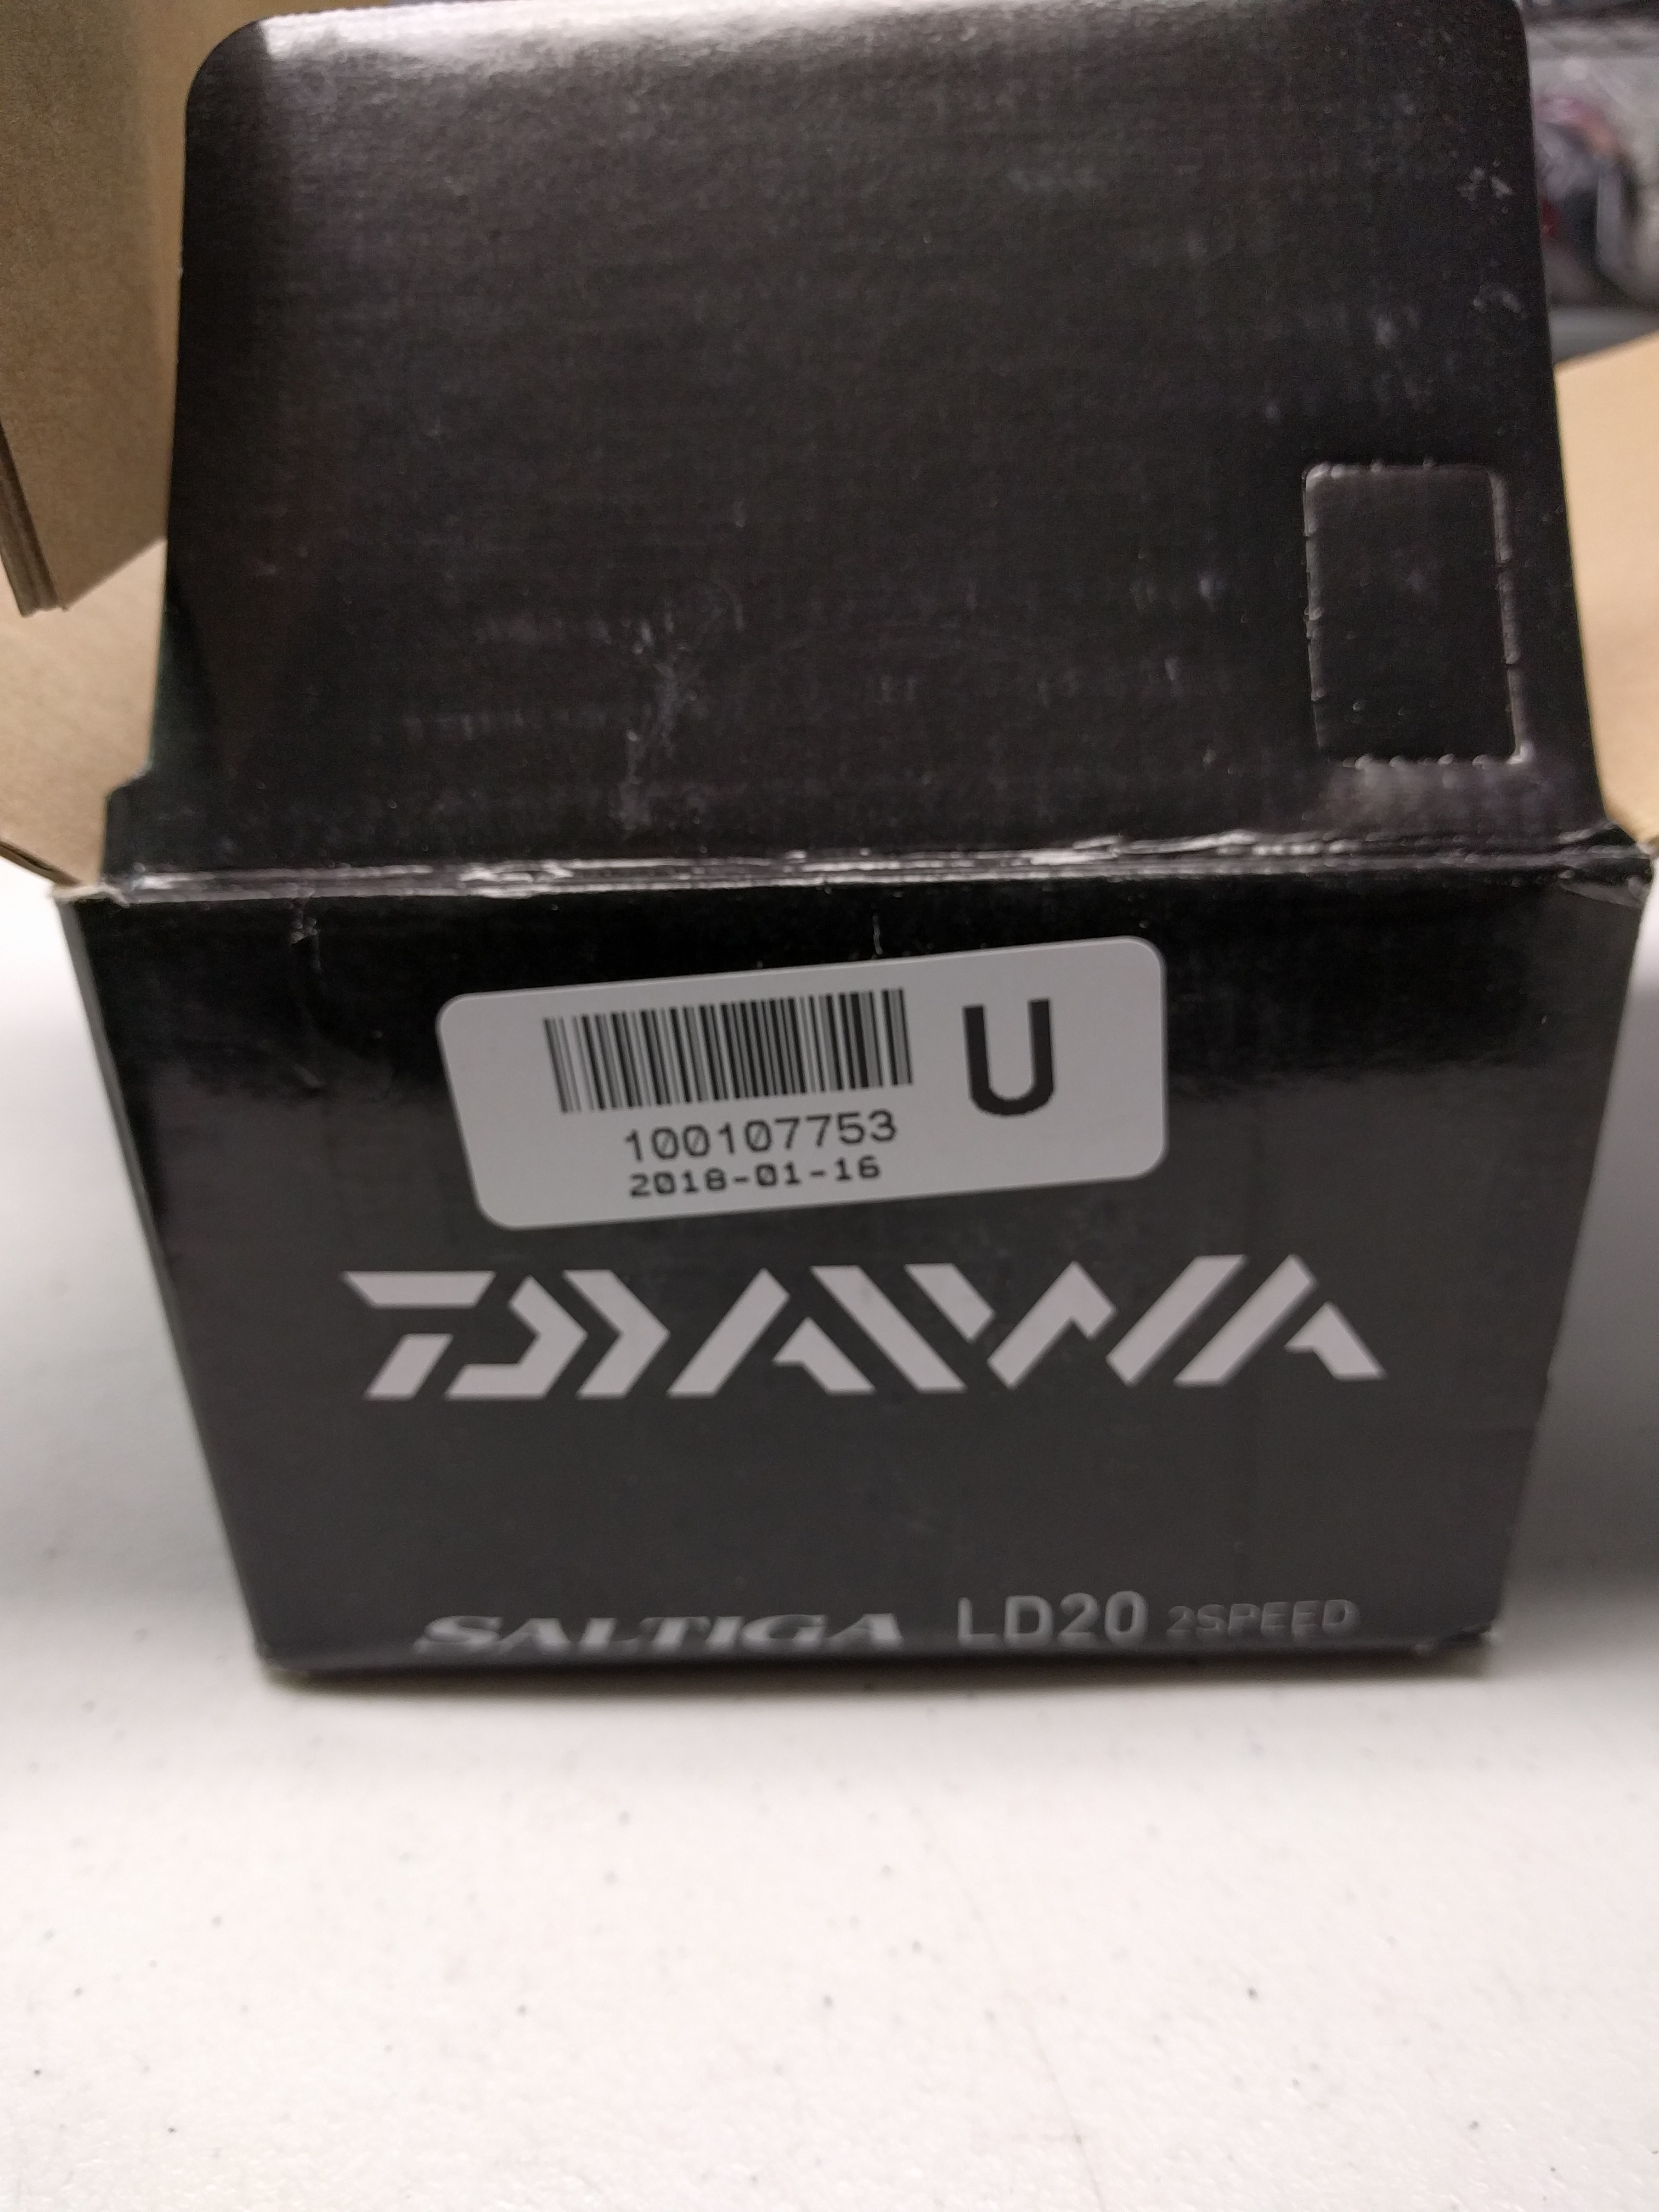 U
100107753
2018-01-16
DAIWA
SALTIGA LD20 2SPEED